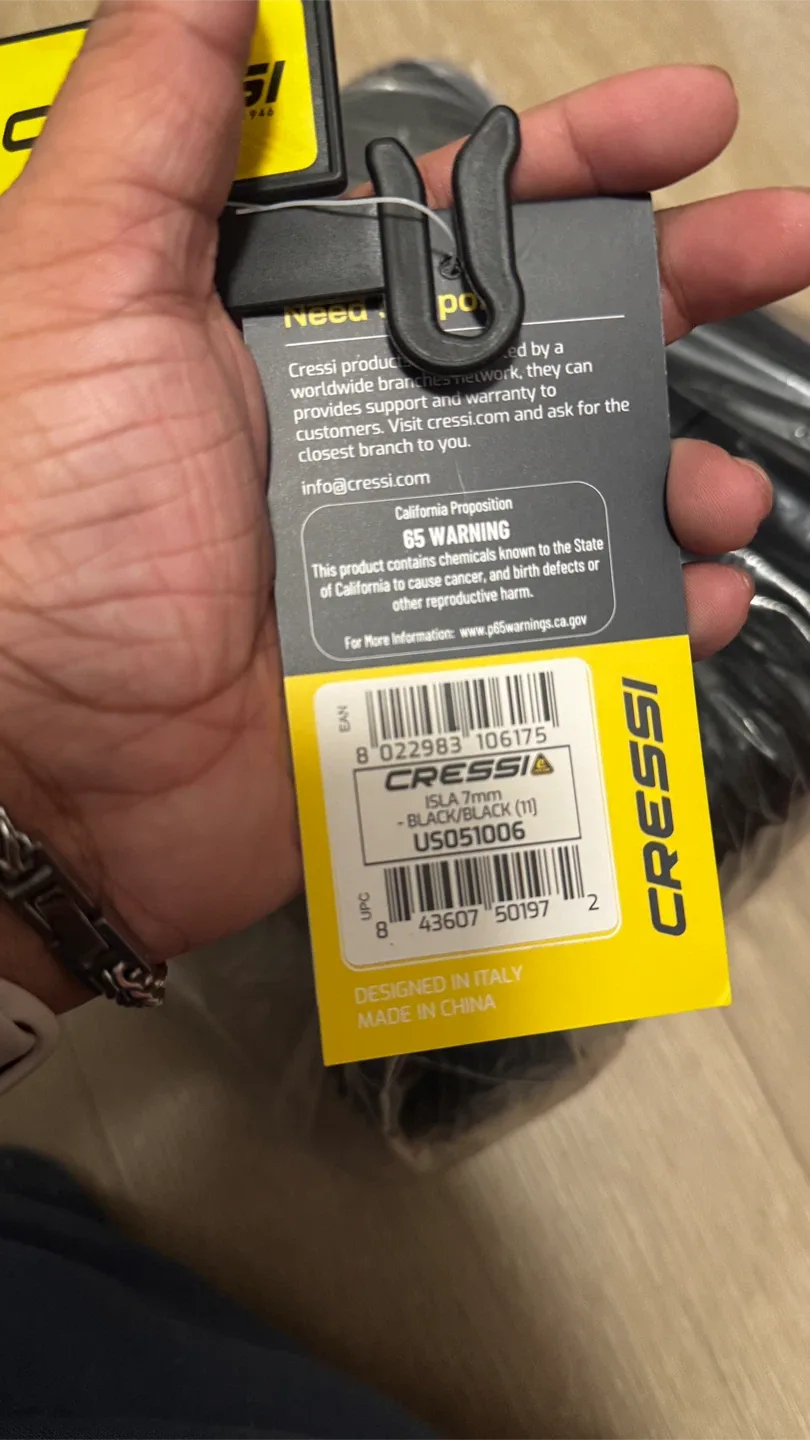 SI
946
Need
Cressi
by a
worldwide branches network, they can
provides support and warranty to
customers. Visit cressi.com and ask for the
closest branch to you.
info@cressi.com
California Proposition
65 WARNING
This product contains chemicals known to the State
of California to cause cancer, and birth defects or
other reproductive harm.
For More Information: www.p65warnings.ca.gov
EAN
8 022983 106175
CRESSI
ISLA 7mm
- BLACK/BLACK (11)
US051006
UPC
8 43607 50197 2
CRESSI
DESIGNED IN ITALY
MADE IN CHINA